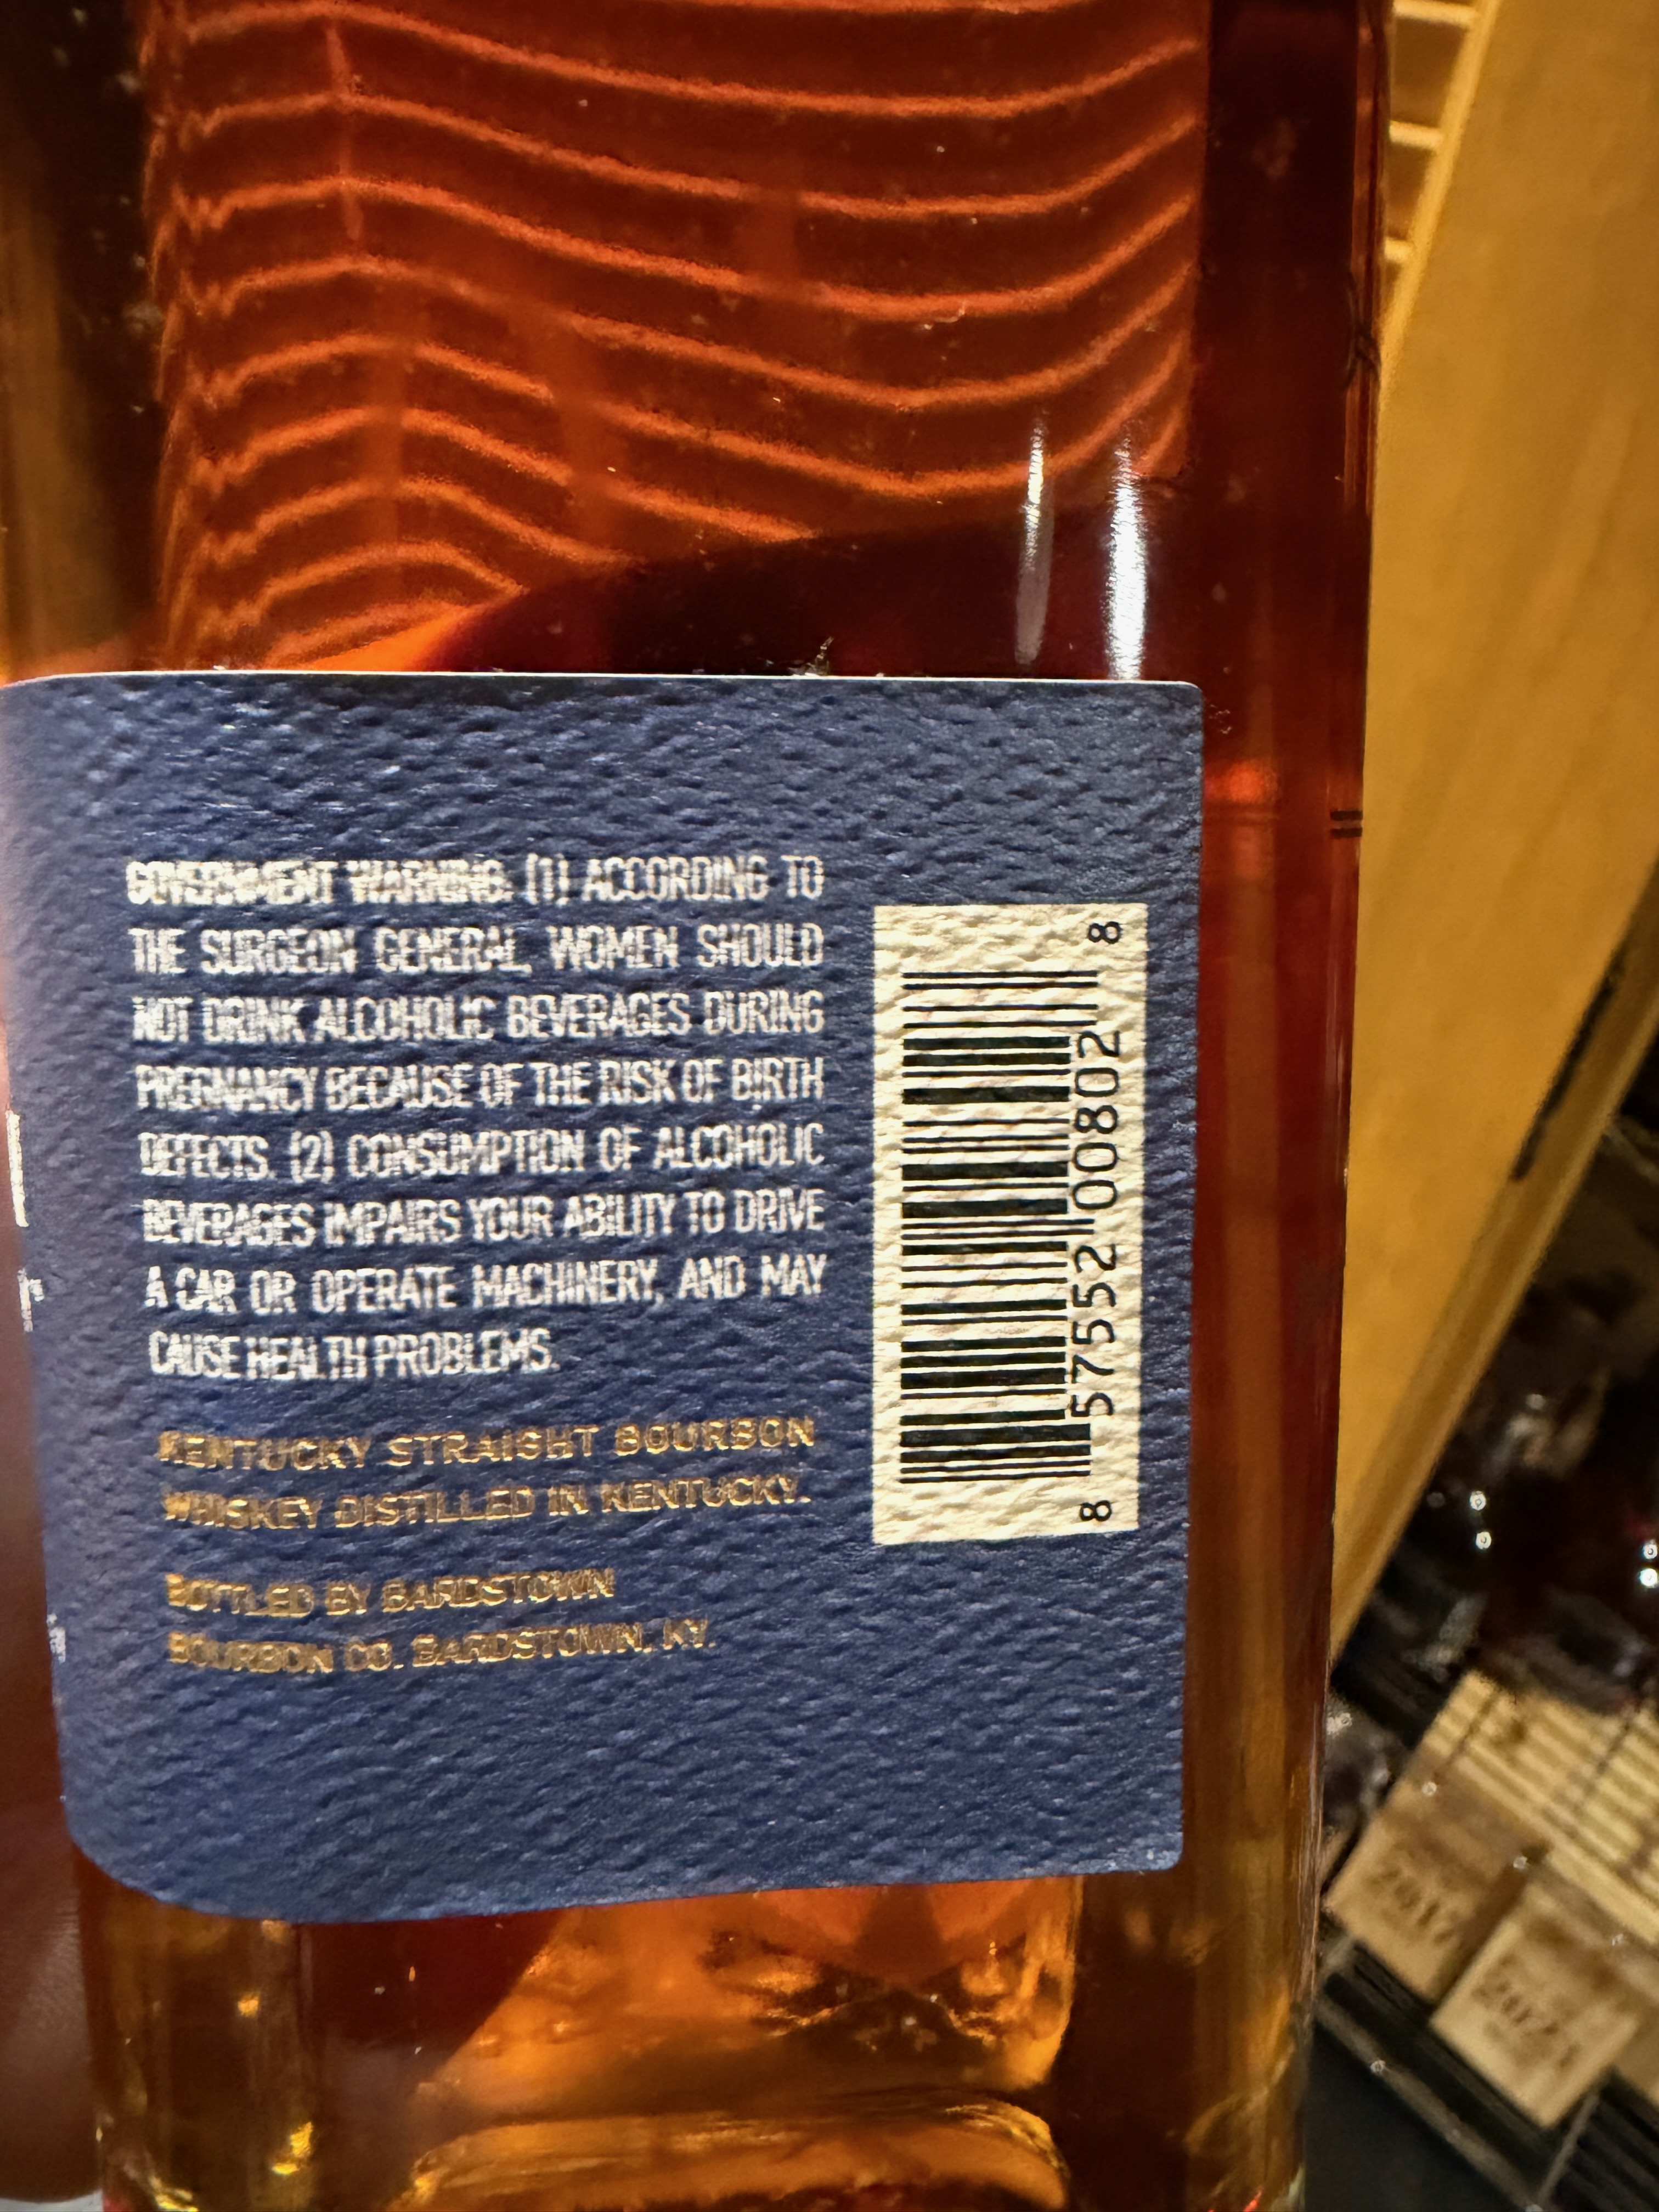 GOVERNMENT WARNING: (1) ACCORDING TO
THE SURGEON GENERAL, WOMEN SHOULD
NOT DRINK ALCOHOLIC BEVERAGES DURING
PREGNANCY BECAUSE OF THE RISK OF BIRTH
DEFECTS. (2) CONSUMPTION OF ALCOHOLIC
BEVERAGES IMPAIRS YOUR ABILITY TO DRIVE
A CAR OR OPERATE MACHINERY, AND MAY
CAUSE HEALTH PROBLEMS.
KENTUCKY STRAIGHT BOURBON
WHISKEY DISTILLED IN KENTUCKY.
BOTTLED BY BARDSTOWN
BOURBON CO. BARDSTOWN, KY.
8 57552 00802 8
2017
2021